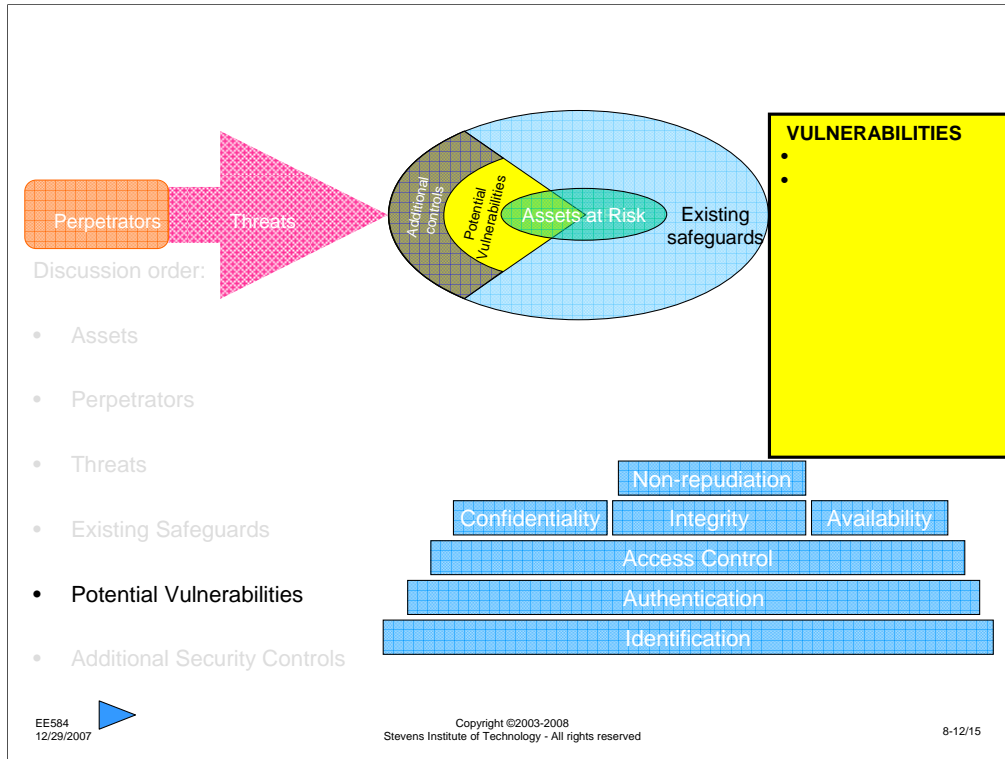 Perpetrators
Threats
Additional
controls
Potential
Vulnerabilities
Assets at Risk
Existing
safeguards
VULNERABILITIES
•
•
Discussion order:
• Assets
• Perpetrators
• Threats
• Existing Safeguards
• Potential Vulnerabilities
• Additional Security Controls
Non-repudiation
Confidentiality
Integrity
Availability
Access Control
Authentication
Identification
EE584
12/29/2007
Copyright ©2003-2008
Stevens Institute of Technology - All rights reserved
8-12/15